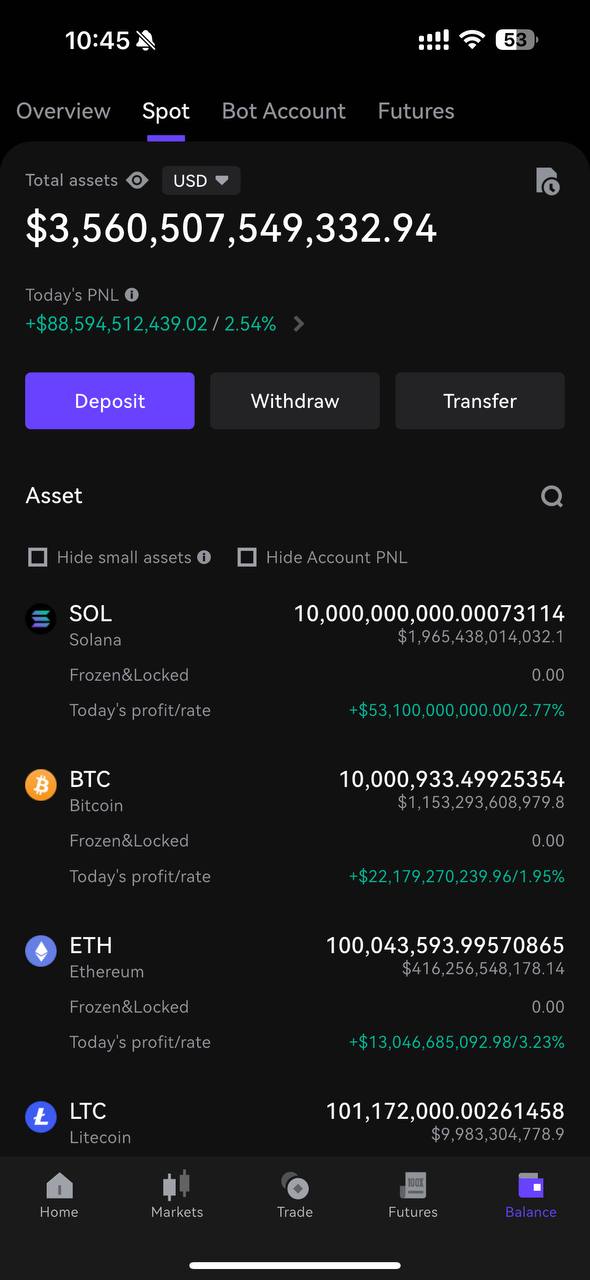 10:45
53
Overview Spot Bot Account Futures
Total assets USD
$3,560,507,549,332.94
Today's PNL
+$88,594,512,439.02 / 2.54%
Deposit Withdraw Transfer
Asset
Hide small assets Hide Account PNL
SOL 10,000,000,000.00073114
Solana $1,965,438,014,032.1
Frozen&Locked 0.00
Today's profit/rate +$53,100,000,000.00/2.77%
BTC 10,000,933.49925354
Bitcoin $1,153,293,608,979.8
Frozen&Locked 0.00
Today's profit/rate +$22,179,270,239.96/1.95%
ETH 100,043,593.99570865
Ethereum $416,256,548,178.14
Frozen&Locked 0.00
Today's profit/rate +$13,046,685,092.98/3.23%
LTC 101,172,000.00261458
Litecoin $9,983,304,778.9
100X
Home Markets Trade Futures Balance